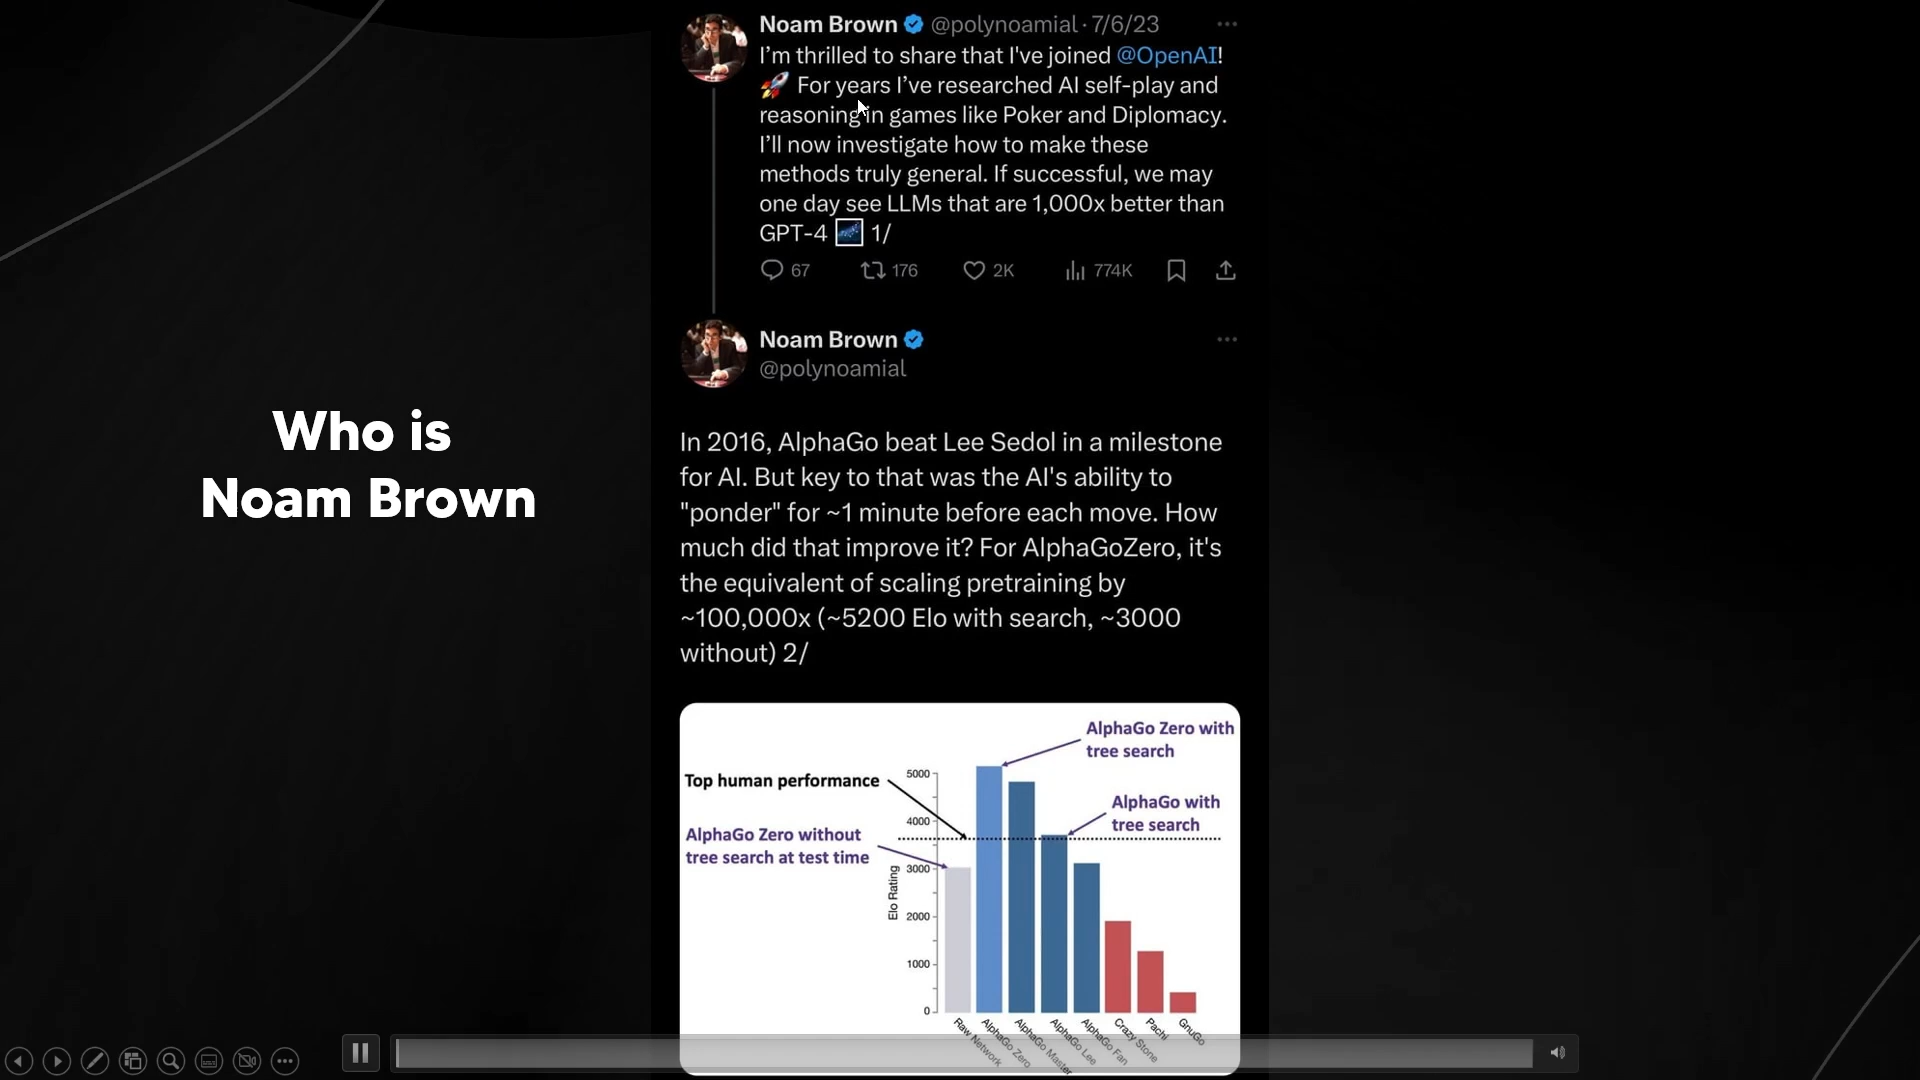 Who is
Noam Brown
Noam Brown @polynoamial · 7/6/23
I’m thrilled to share that I've joined @OpenAI!
🚀 For years I’ve researched AI self-play and
reasoning in games like Poker and Diplomacy.
I’ll now investigate how to make these
methods truly general. If successful, we may
one day see LLMs that are 1,000x better than
GPT-4 🌌 1/
67 176 2K 774K
Noam Brown
@polynoamial
In 2016, AlphaGo beat Lee Sedol in a milestone
for AI. But key to that was the AI's ability to
"ponder" for ~1 minute before each move. How
much did that improve it? For AlphaGoZero, it's
the equivalent of scaling pretraining by
~100,000x (~5200 Elo with search, ~3000
without) 2/
AlphaGo Zero with
tree search
Top human performance
AlphaGo with
tree search
AlphaGo Zero without
tree search at test time
Elo Rating
5000
4000
3000
2000
1000
0
Raw Network
AlphaGo Zero
AlphaGo Master
AlphaGo Lee
AlphaGo Fan
Crazy Stone
Pachi
GnuGo